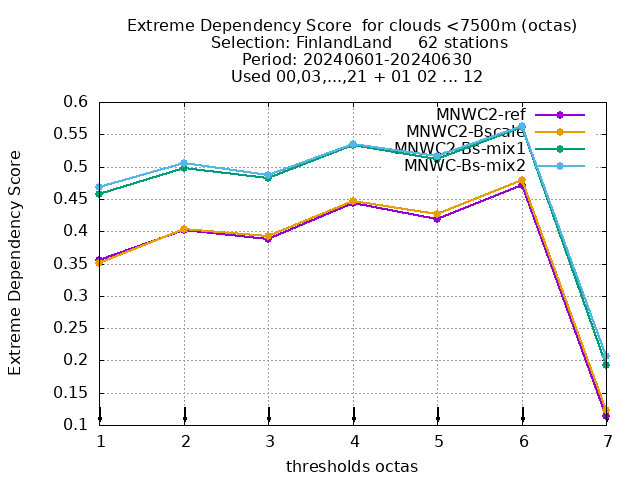 Extreme Dependency Score  for clouds <7500m (octas)
Selection: FinlandLand     62 stations
Period: 20240601-20240630
Used 00,03,...,21 + 01 02 ... 12
MNWC2-ref
MNWC2-Bscale
MNWC2-Bs-mix1
MNWC-Bs-mix2
Extreme Dependency Score
0.6
0.55
0.5
0.45
0.4
0.35
0.3
0.25
0.2
0.15
0.1
1 2 3 4 5 6 7
thresholds octas